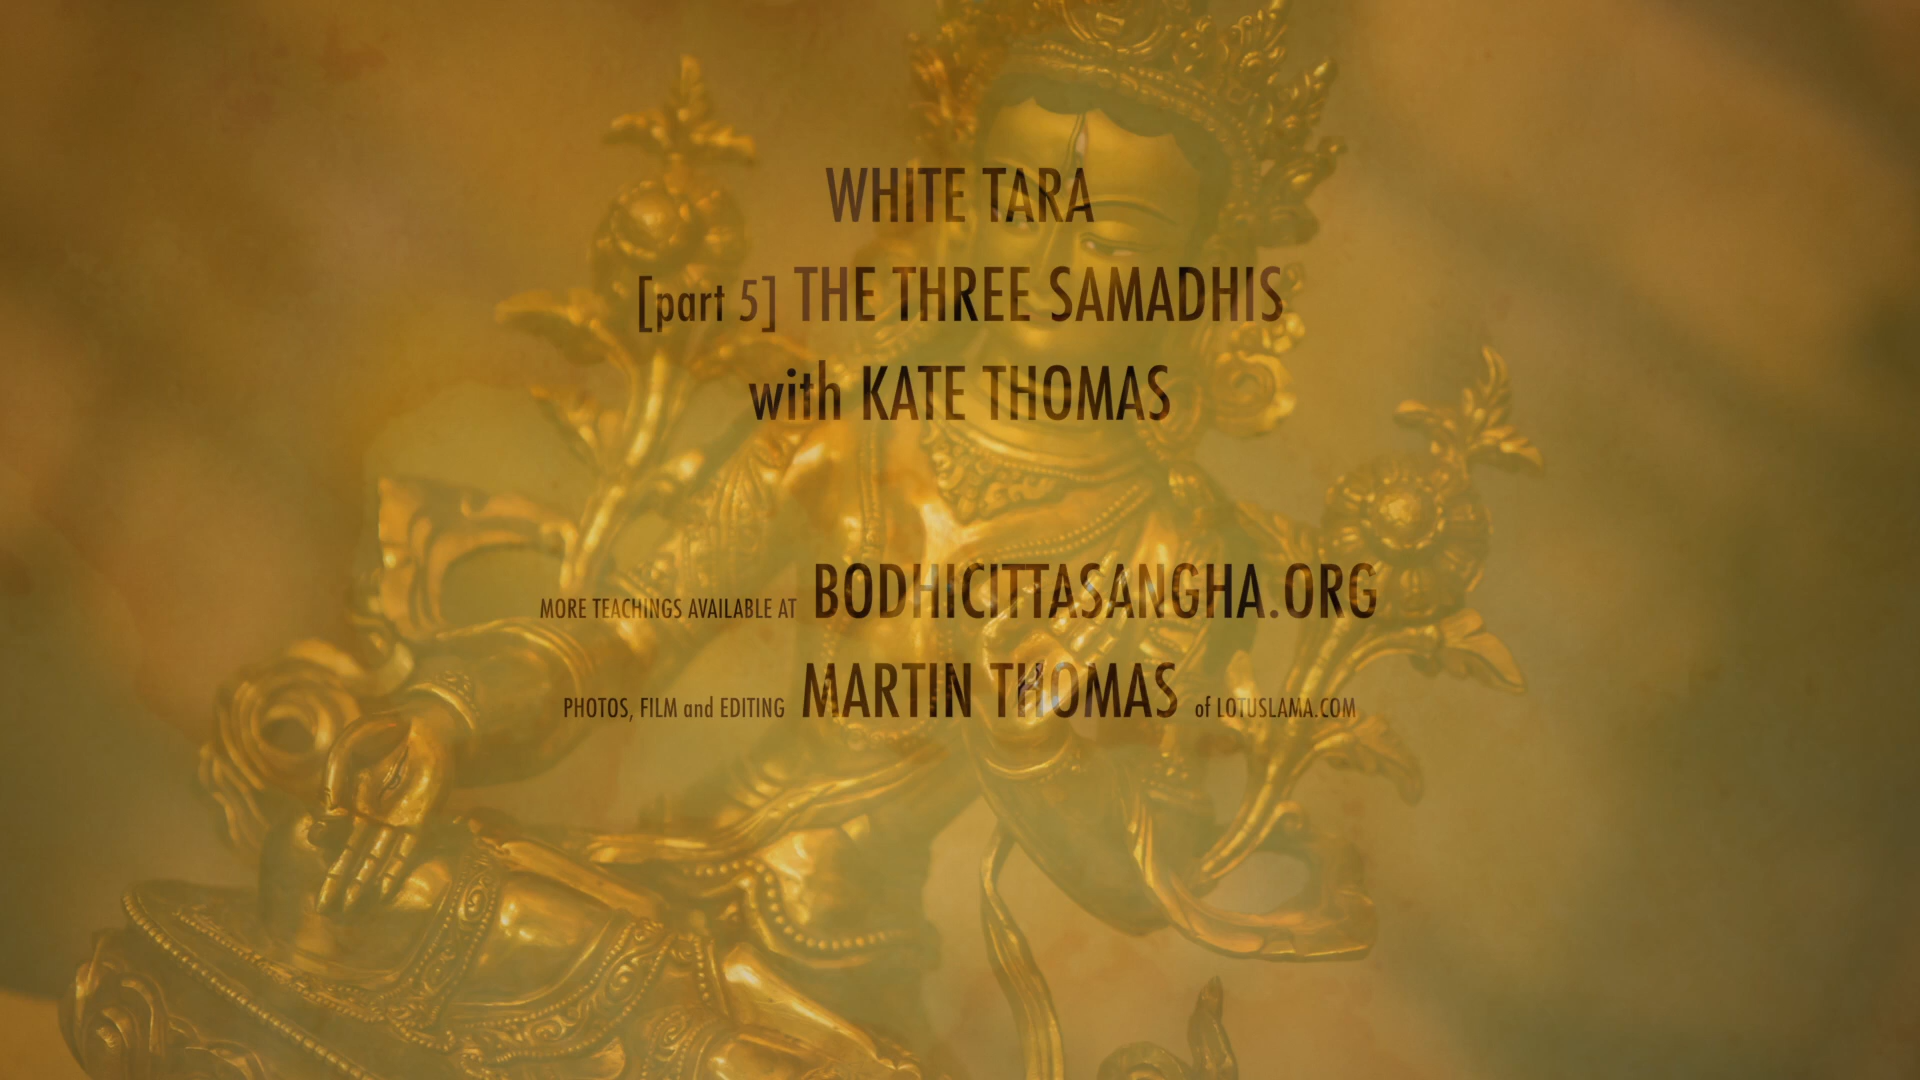 WHITE TARA
[part 5] THE THREE SAMADHIS
with KATE THOMAS
MORE TEACHINGS AVAILABLE AT BODHICITTASANGHA.ORG
PHOTOS, FILM and EDITING MARTIN THOMAS of LOTUSLAMA.COM